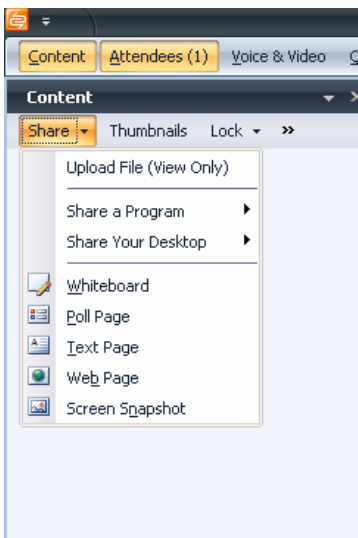 Content Attendees (1) Voice & Video
Content
Share Thumbnails Lock »
Upload File (View Only)
Share a Program
Share Your Desktop
Whiteboard
Poll Page
Text Page
Web Page
Screen Snapshot